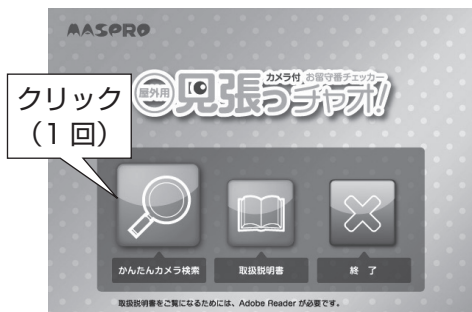 MASPRO
カメラ付 お留守番チェッカー
屋外用 見張っチャオ!
クリック
(1回)
かんたんカメラ検索
取扱説明書
終 了
取扱説明書をご覧になるためには、Adobe Reader が必要です。